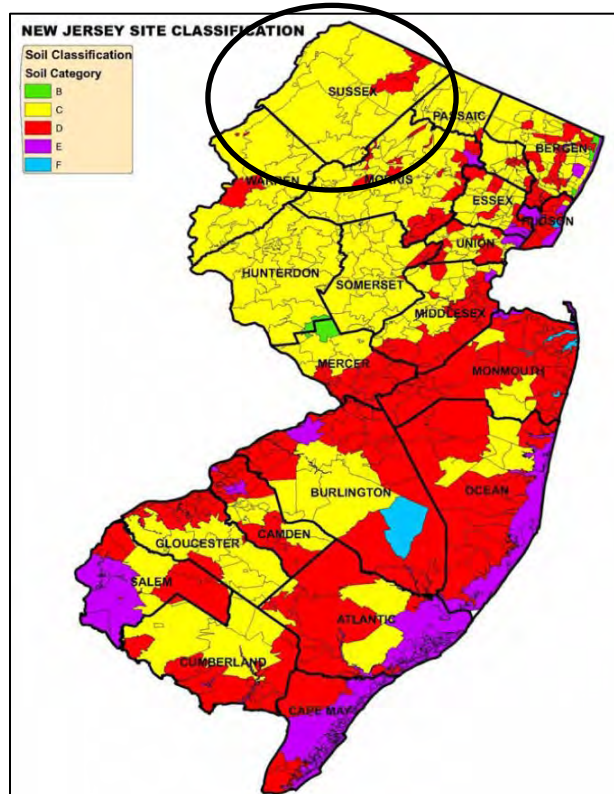 NEW JERSEY SITE CLASSIFICATION
Soil Classification
Soil Category
B
C
D
E
F
SUSSEX
PASSAIC
BERGEN
WARREN
MORRIS
ESSEX
HUDSON
UNION
HUNTERDON
SOMERSET
MIDDLESEX
MERCER
MONMOUTH
BURLINGTON
OCEAN
CAMDEN
GLOUCESTER
SALEM
ATLANTIC
CUMBERLAND
CAPE MAY